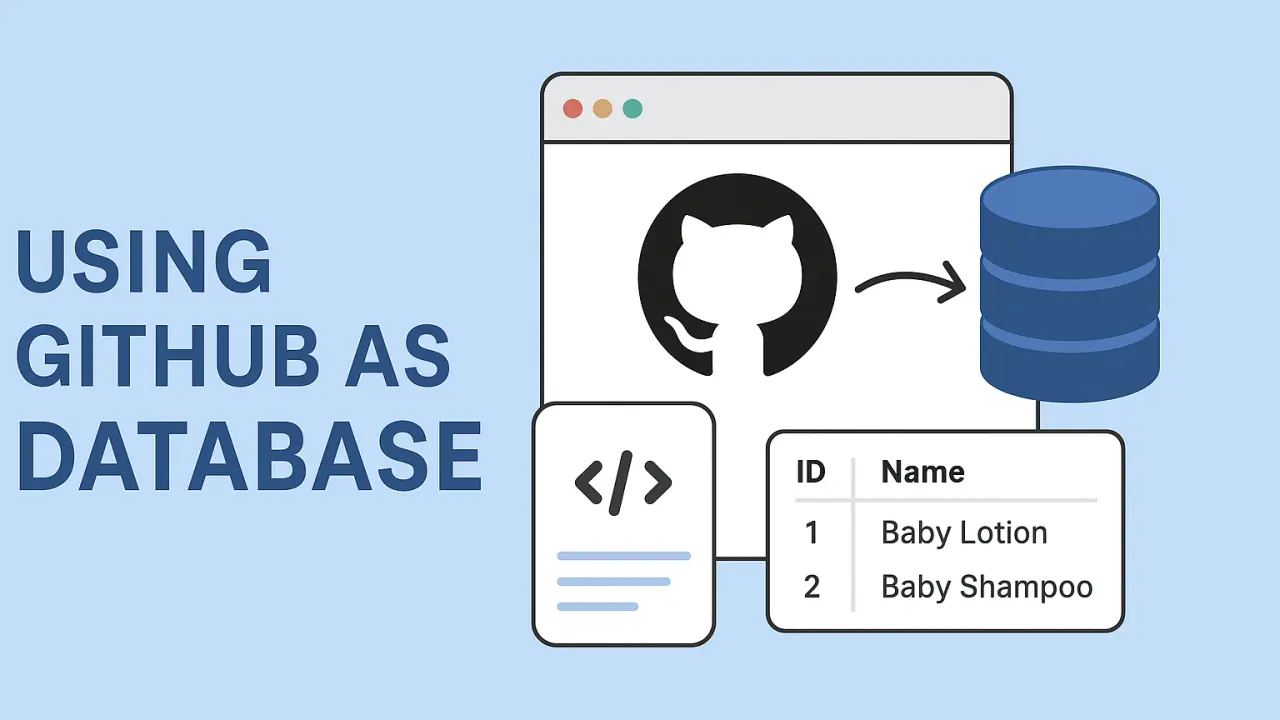 USING
GITHUB AS
DATABASE
</>
ID Name
1 Baby Lotion
2 Baby Shampoo